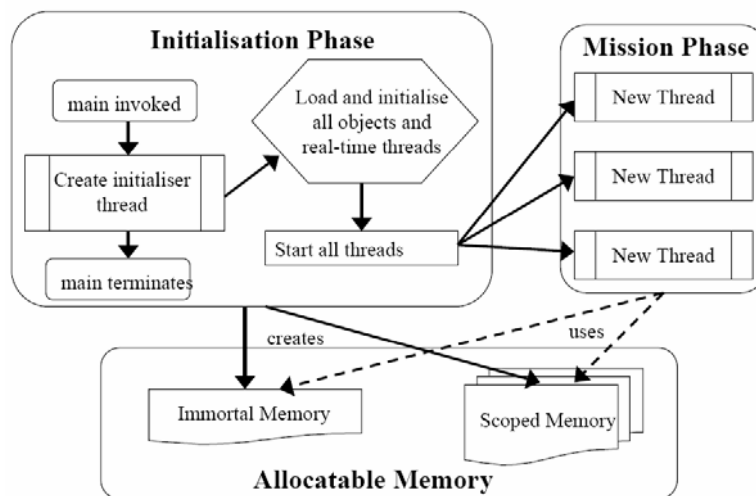 Initialisation Phase
main invoked
Create initialiser
thread
main terminates
Load and initialise
all objects and
real-time threads
Start all threads
Mission Phase
New Thread
New Thread
New Thread
creates
uses
Immortal Memory
Scoped Memory
Allocatable Memory